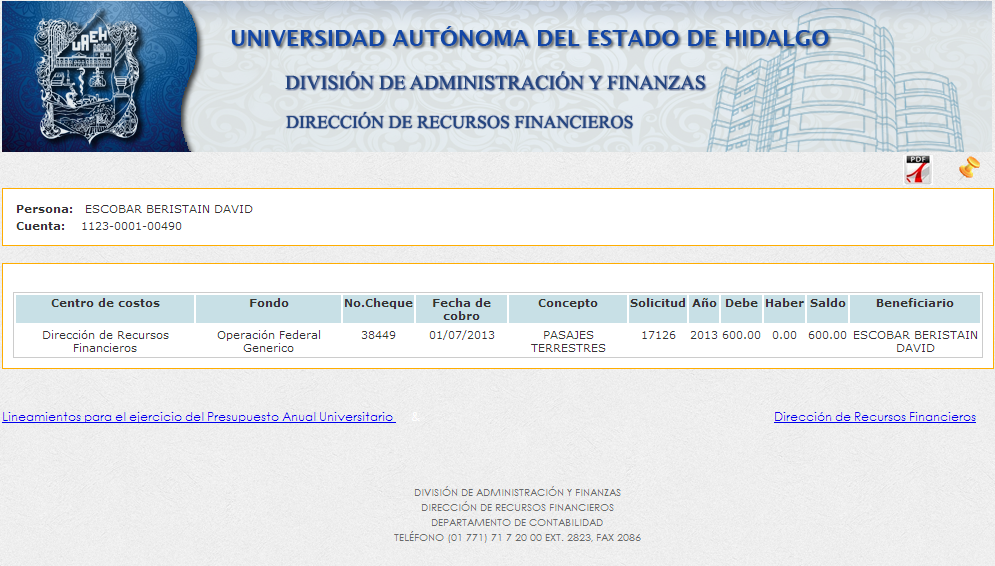 UAEH
UNIVERSIDAD AUTÓNOMA DEL ESTADO DE HIDALGO
DIVISIÓN DE ADMINISTRACIÓN Y FINANZAS
DIRECCIÓN DE RECURSOS FINANCIEROS
PDF
Persona: ESCOBAR BERISTAIN DAVID
Cuenta: 1123-0001-00490
Centro de costos Fondo No.Cheque Fecha de cobro Concepto Solicitud Año Debe Haber Saldo Beneficiario
Dirección de Recursos Financieros Operación Federal Generico 38449 01/07/2013 PASAJES TERRESTRES 17126 2013 600.00 0.00 600.00 ESCOBAR BERISTAIN DAVID
Lineamientos para el ejercicio del Presupuesto Anual Universitario & Dirección de Recursos Financieros
DIVISIÓN DE ADMINISTRACIÓN Y FINANZAS
DIRECCIÓN DE RECURSOS FINANCIEROS
DEPARTAMENTO DE CONTABILIDAD
TELÉFONO (01 771) 71 7 20 00 EXT. 2823, FAX 2086